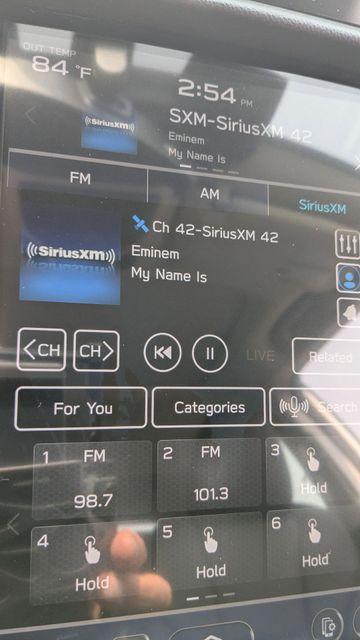 OUT TEMP
84 °F
2:54 PM
SXM-SiriusXM 42
Eminem
My Name Is
((SiriusXM))
FM
AM
SiriusXM
Ch 42-SiriusXM 42
Eminem
My Name Is
((SiriusXM))
<CH
CH>
LIVE
Related
For You
Categories
Search
1 FM
98.7
2 FM
101.3
3
Hold
4
Hold
5
Hold
6
Hold